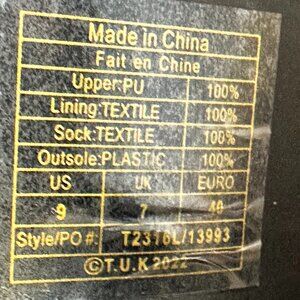 Made in China
Fait en Chine
Upper:PU 100%
Lining:TEXTILE 100%
Sock:TEXTILE 100%
Outsole:PLASTIC 100%
US UK EURO
9 7 40
Style/PO #: T2316L/13993
©T.U.K 2022